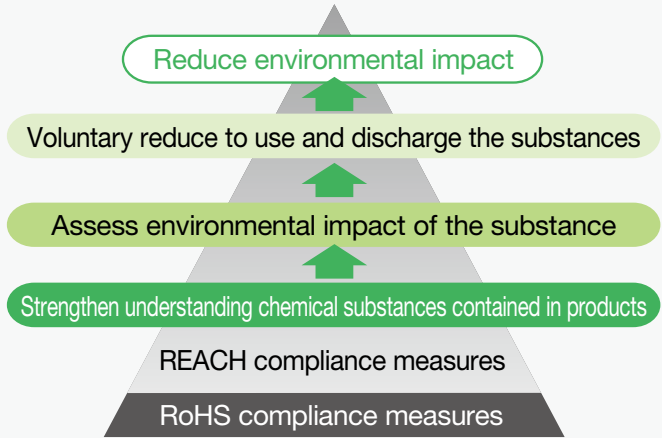 Reduce environmental impact
Voluntary reduce to use and discharge the substances
Assess environmental impact of the substance
Strengthen understanding chemical substances contained in products
REACH compliance measures
RoHS compliance measures